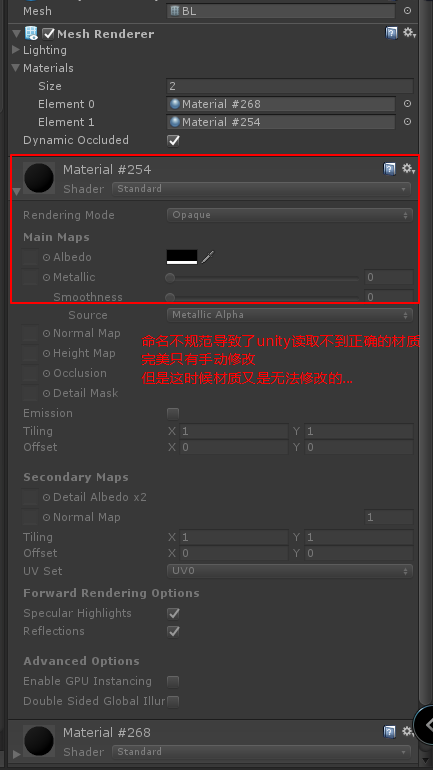 Mesh BL
Mesh Renderer
Lighting
Materials
Size 2
Element 0 Material #268
Element 1 Material #254
Dynamic Occluded
Material #254
Shader Standard
Rendering Mode Opaque
Main Maps
Albedo
Metallic 0
Smoothness 0
Source Metallic Alpha
Normal Map
命名不规范导致了unity读取不到正确的材质
Height Map
完美只有手动修改
Occlusion
但是这时候材质又是无法修改的...
Detail Mask
Emission
Tiling X 1 Y 1
Offset X 0 Y 0
Secondary Maps
Detail Albedo x2
Normal Map 1
Tiling X 1 Y 1
Offset X 0 Y 0
UV Set UV0
Forward Rendering Options
Specular Highlights
Reflections
Advanced Options
Enable GPU Instancing
Double Sided Global Illur
Material #268
Shader Standard